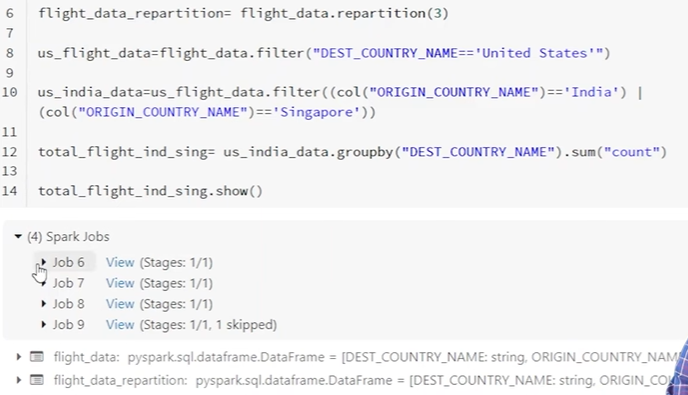 6 flight_data_repartition= flight_data.repartition(3)
7
8 us_flight_data=flight_data.filter("DEST_COUNTRY_NAME=='United States'")
9
10 us_india_data=us_flight_data.filter((col("ORIGIN_COUNTRY_NAME")=='India') |
(col("ORIGIN_COUNTRY_NAME")=='Singapore'))
11
12 total_flight_ind_sing= us_india_data.groupby("DEST_COUNTRY_NAME").sum("count")
13
14 total_flight_ind_sing.show()
(4) Spark Jobs
Job 6 View (Stages: 1/1)
Job 7 View (Stages: 1/1)
Job 8 View (Stages: 1/1)
Job 9 View (Stages: 1/1, 1 skipped)
flight_data: pyspark.sql.dataframe.DataFrame = [DEST_COUNTRY_NAME: string, ORIGIN_COUNTRY_NAM
flight_data_repartition: pyspark.sql.dataframe.DataFrame = [DEST_COUNTRY_NAME: string, ORIGIN_COU